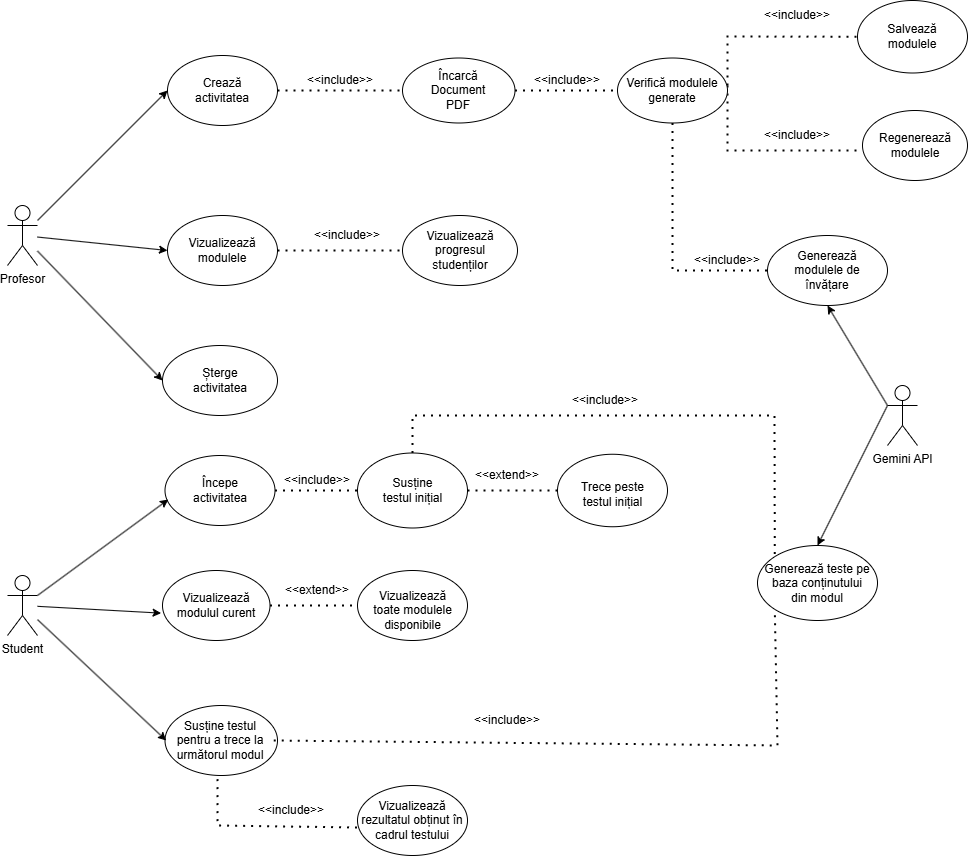 <<include>>
Salvează
modulele
Crează
activitatea
<<include>>
Încarcă
Document
PDF
<<include>>
Verifică modulele
generate
<<include>>
Regenerează
modulele
Profesor
Vizualizează
modulele
<<include>>
Vizualizează
progresul
studenților
<<include>>
Generează
modulele de
învățare
Șterge
activitatea
<<include>>
Gemini API
Începe
activitatea
<<include>>
Susține
testul inițial
<<extend>>
Trece peste
testul inițial
Student
Vizualizează
modulul curent
<<extend>>
Vizualizează
toate modulele
disponibile
Generează teste pe
baza conținutului
din modul
Susține testul
pentru a trece la
următorul modul
<<include>>
<<include>>
Vizualizează
rezultatul obținut în
cadrul testului